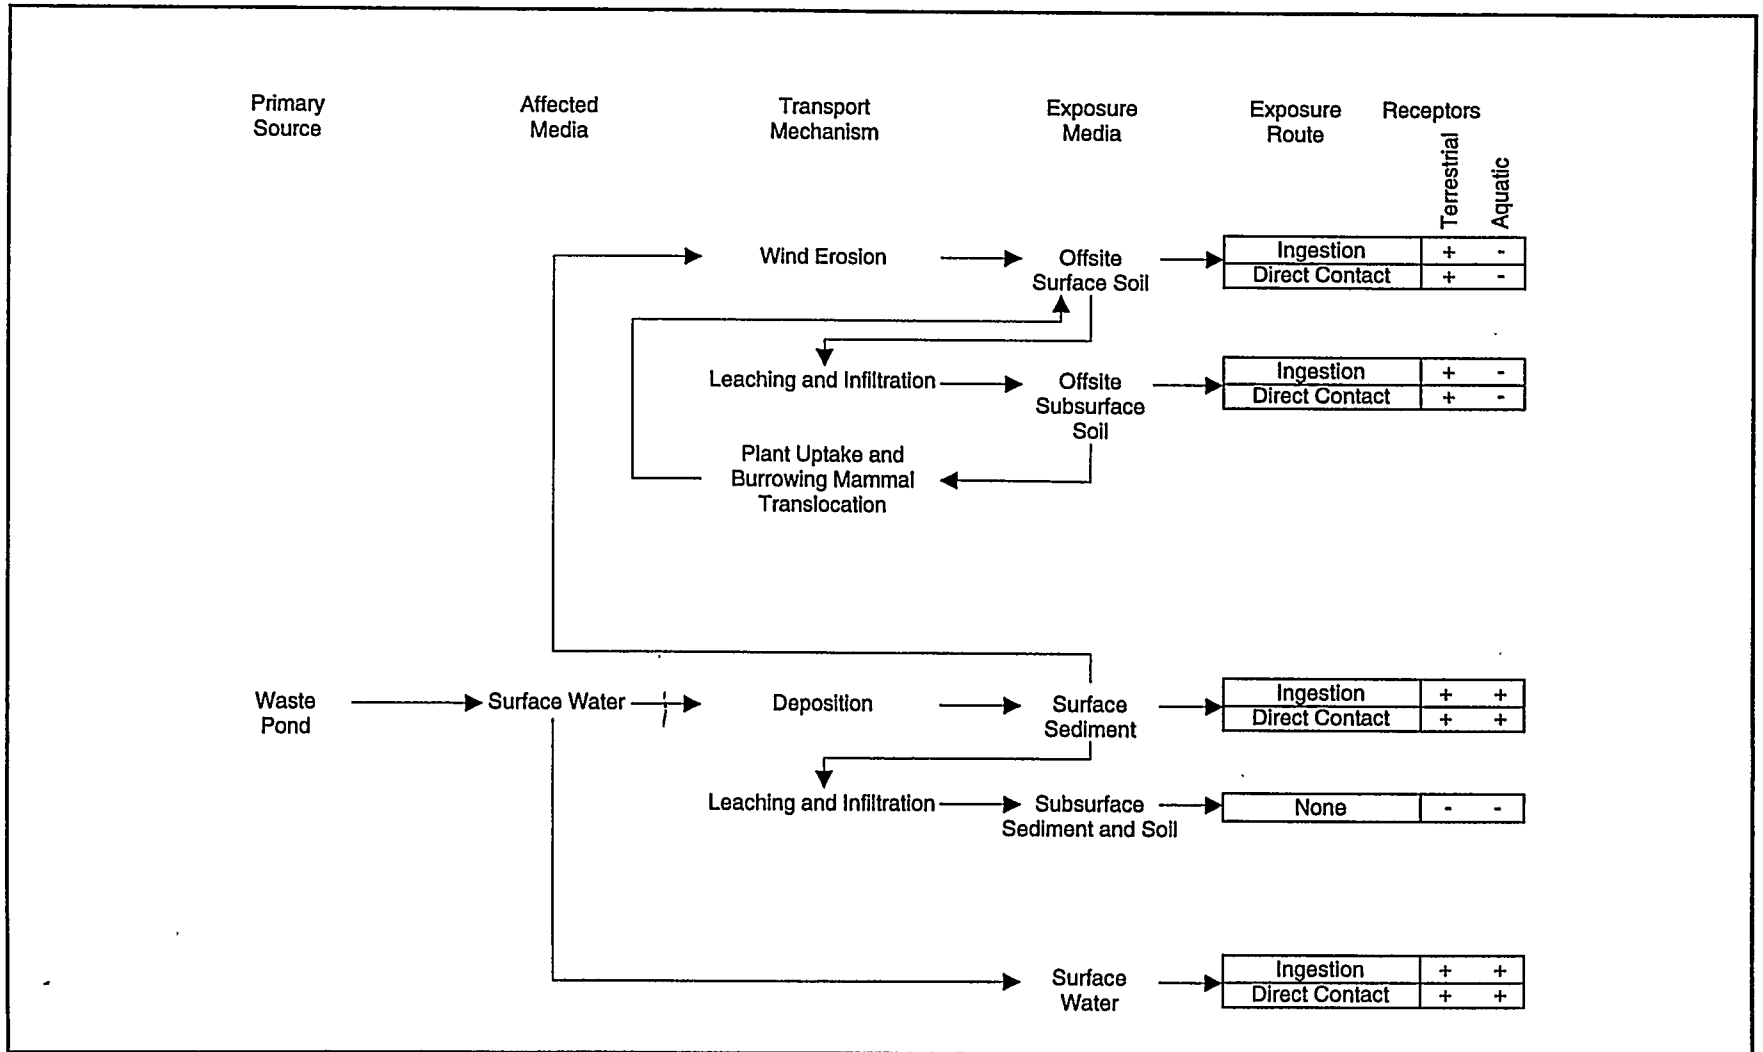 Primary
Source
Affected
Media
Transport
Mechanism
Exposure
Media
Exposure
Route
Receptors
Terrestrial
Aquatic
Wind Erosion
Offsite
Surface Soil
Ingestion + -
Direct Contact + -
Leaching and Infiltration
Offsite
Subsurface
Soil
Ingestion + -
Direct Contact + -
Plant Uptake and
Burrowing Mammal
Translocation
Waste
Pond
Surface Water
Deposition
Surface
Sediment
Ingestion + +
Direct Contact + +
Leaching and Infiltration
Subsurface
Sediment and Soil
None - -
Surface
Water
Ingestion + +
Direct Contact + +